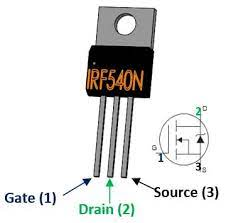 IRF540N
2
D
G
1
3
S
Gate (1)
Source (3)
Drain (2)